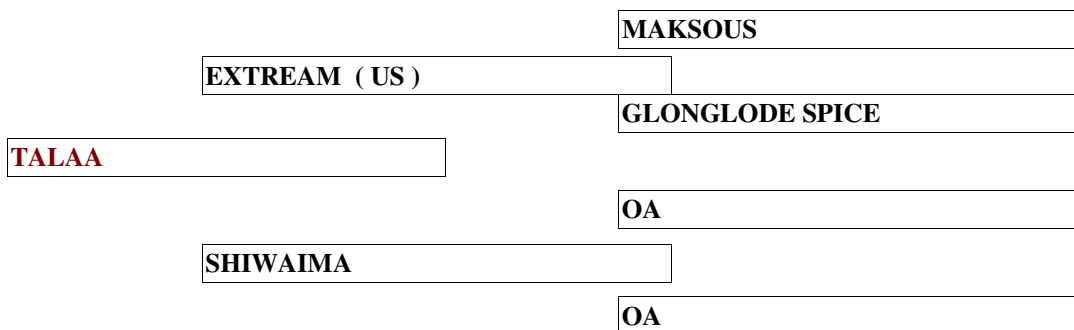 MAKSOUS
EXTREAM ( US )
GLONGLODE SPICE
TALAA
OA
SHIWAIMA
OA